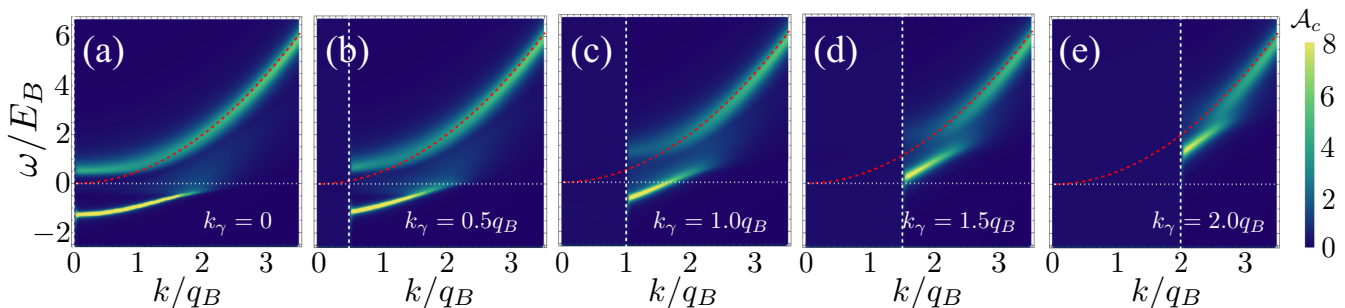 (a) (b) (c) (d) (e)
𝒜_c
ω/E_B
6
4
2
0
−2
8
6
4
2
0
k_γ = 0
k_γ = 0.5q_B
k_γ = 1.0q_B
k_γ = 1.5q_B
k_γ = 2.0q_B
0 1 2 3
0 1 2 3
0 1 2 3
0 1 2 3
0 1 2 3
k/q_B
k/q_B
k/q_B
k/q_B
k/q_B